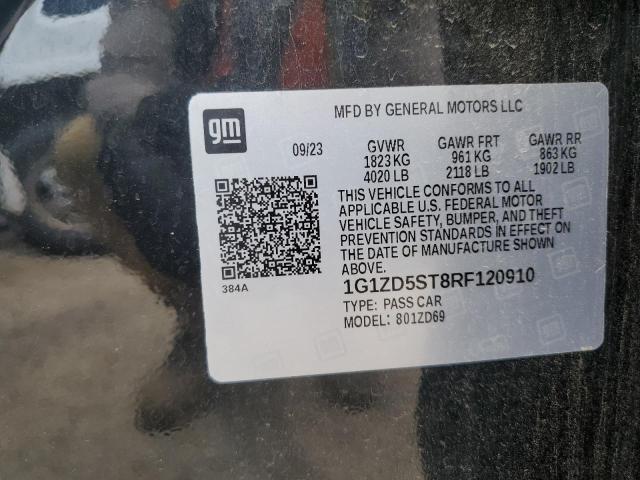 MFD BY GENERAL MOTORS LLC
gm
09/23 GVWR GAWR FRT GAWR RR
1823 KG 961 KG 863 KG
4020 LB 2118 LB 1902 LB
THIS VEHICLE CONFORMS TO ALL
APPLICABLE U.S. FEDERAL MOTOR
VEHICLE SAFETY, BUMPER, AND THEFT
PREVENTION STANDARDS IN EFFECT ON
THE DATE OF MANUFACTURE SHOWN
ABOVE.
384A
1G1ZD5ST8RF120910
TYPE: PASS CAR
MODEL: 801ZD69